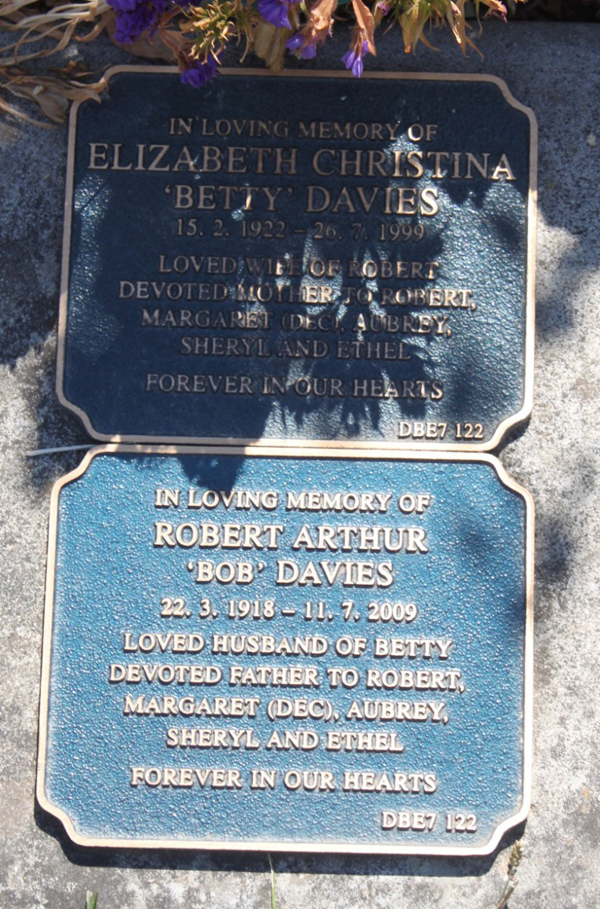 IN LOVING MEMORY OF
ELIZABETH CHRISTINA
'BETTY' DAVIES
15. 2. 1922 – 26. 7. 1999
LOVED WIFE OF ROBERT
DEVOTED MOTHER TO ROBERT,
MARGARET (DEC), AUBREY,
SHERYL AND ETHEL
FOREVER IN OUR HEARTS
DBE7 122
IN LOVING MEMORY OF
ROBERT ARTHUR
'BOB' DAVIES
22. 3. 1918 – 11. 7. 2009
LOVED HUSBAND OF BETTY
DEVOTED FATHER TO ROBERT,
MARGARET (DEC), AUBREY,
SHERYL AND ETHEL
FOREVER IN OUR HEARTS
DBE7 122